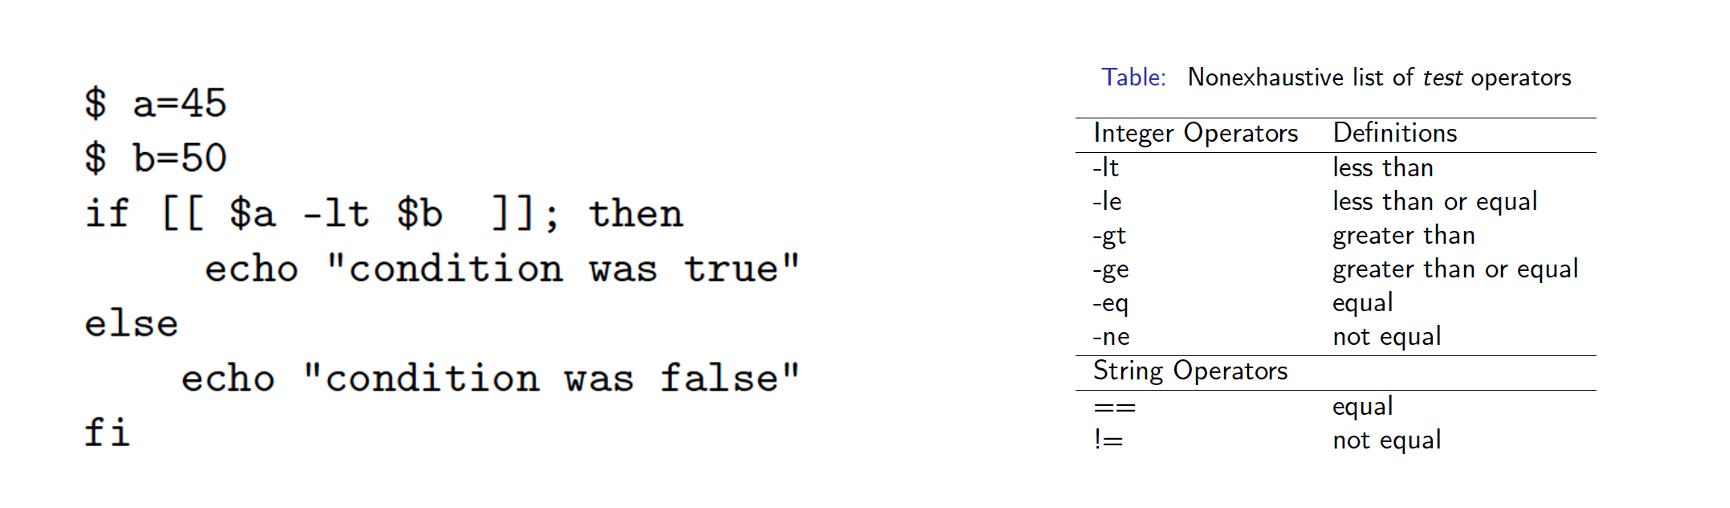 $ a=45
$ b=50
if [[ $a -lt $b  ]]; then
     echo "condition was true"
else
    echo "condition was false"
fi
Table: Nonexhaustive list of test operators
Integer Operators Definitions
-lt less than
-le less than or equal
-gt greater than
-ge greater than or equal
-eq equal
-ne not equal
String Operators
== equal
!= not equal